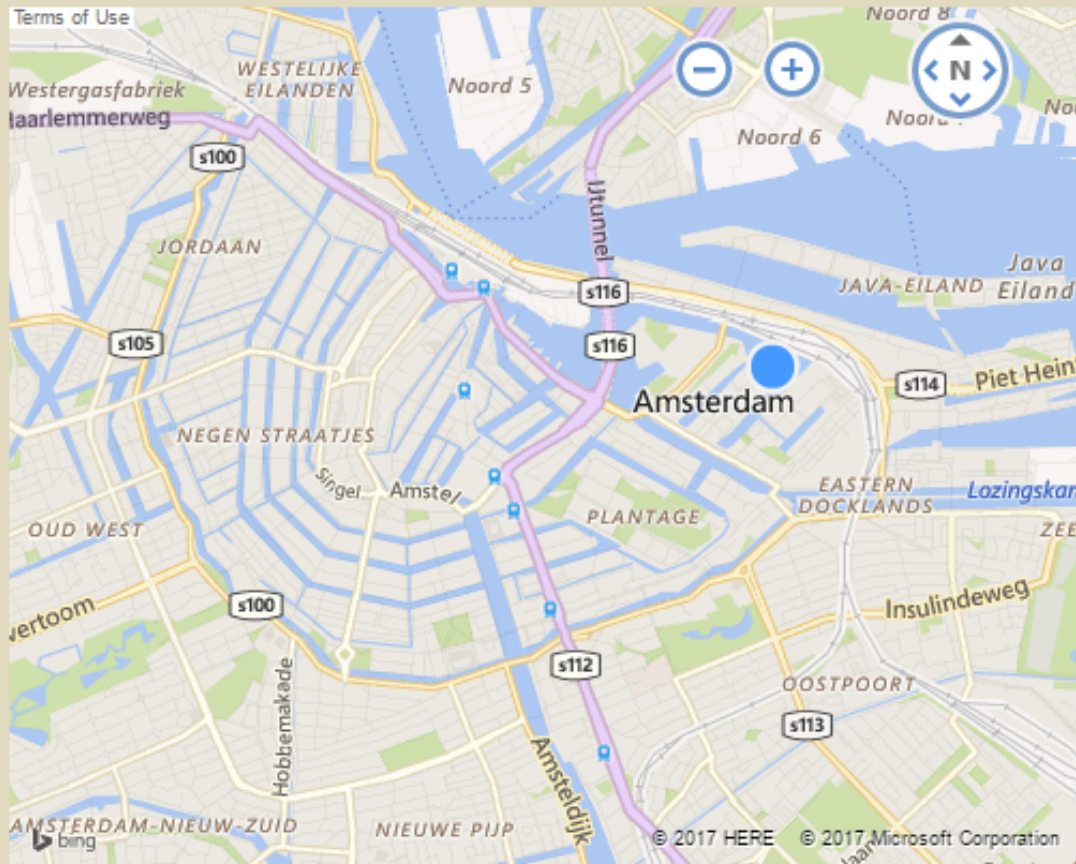 Terms of Use
Noord 8
WESTELIJKE
EILANDEN
Noord 5
N
Westergasfabriek
Haarlemmerweg
Noord 6
s100
IJtunnel
JORDAAN
Java
Eiland
JAVA-EILAND
s116
s105
s116
s114
Piet Hein
Amsterdam
NEGEN STRAATJES
Singel
Amstel
EASTERN
DOCKLANDS
Lozingskan
PLANTAGE
OUD WEST
ZEE
s100
vertoom
Insulindeweg
s112
OOSTPOORT
Hobbemakade
s113
Amsteldijk
AMSTERDAM-NIEUW-ZUID
NIEUWE PIJP
bing
© 2017 HERE © 2017 Microsoft Corporation